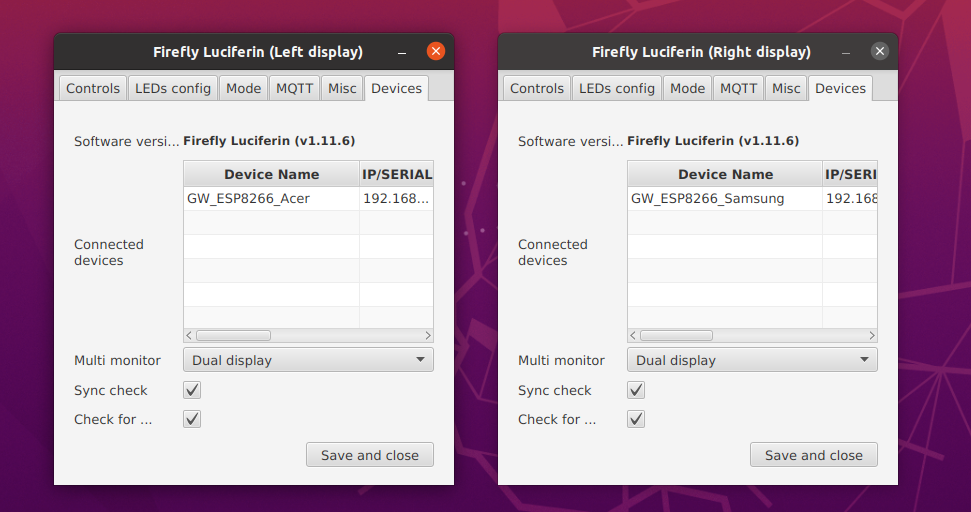 Firefly Luciferin (Left display)
Controls LEDs config Mode MQTT Misc Devices
Software versi... Firefly Luciferin (v1.11.6)
Device Name IP/SERIAL
GW_ESP8266_Acer 192.168...
Connected
devices
Multi monitor Dual display
Sync check
Check for ...
Save and close
Firefly Luciferin (Right display)
Controls LEDs config Mode MQTT Misc Devices
Software versi... Firefly Luciferin (v1.11.6)
Device Name IP/SERI
GW_ESP8266_Samsung 192.168
Connected
devices
Multi monitor Dual display
Sync check
Check for ...
Save and close